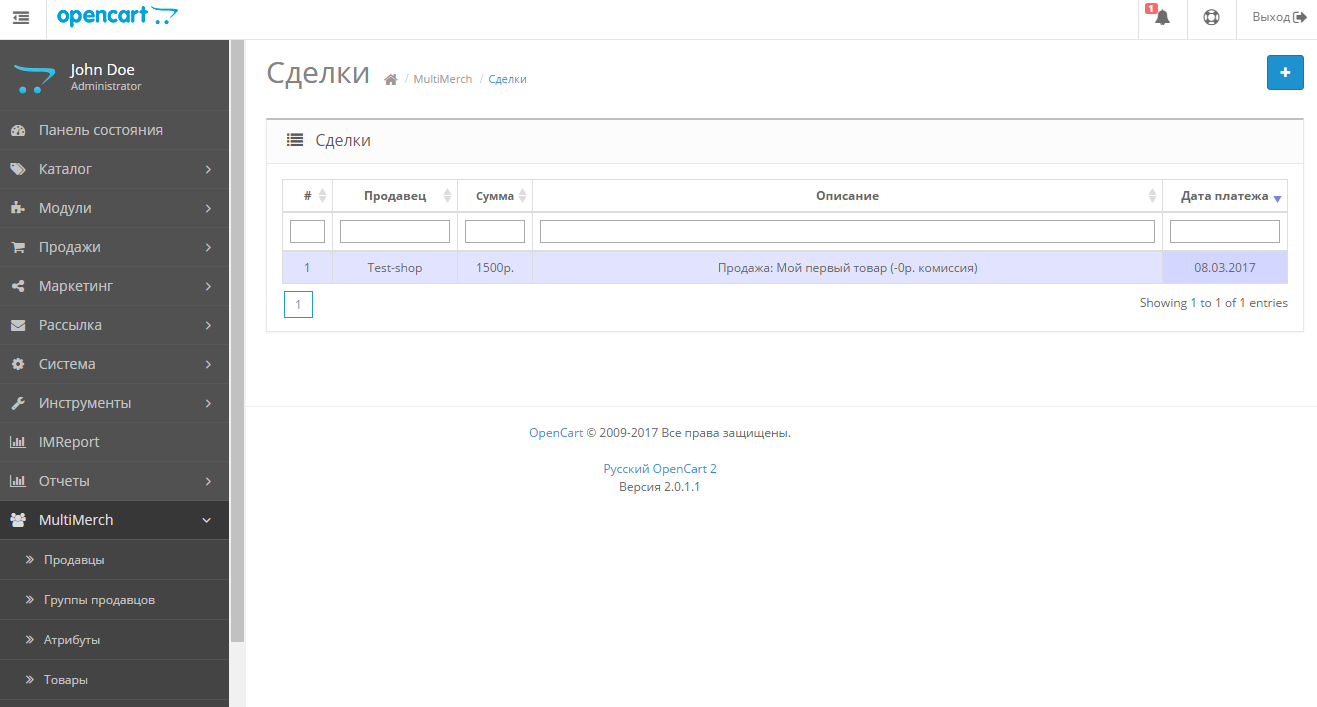 opencart
1
Выход
John Doe
Administrator
Панель состояния
Каталог
Модули
Продажи
Маркетинг
Рассылка
Система
Инструменты
IMReport
Отчеты
MultiMerch
Продавцы
Группы продавцов
Атрибуты
Товары
Сделки / MultiMerch / Сделки
Сделки
# Продавец Сумма Описание Дата платежа
1 Test-shop 1500р. Продажа: Мой первый товар (-0р. комиссия) 08.03.2017
1 Showing 1 to 1 of 1 entries
OpenCart © 2009-2017 Все права защищены.
Русский OpenCart 2
Версия 2.0.1.1